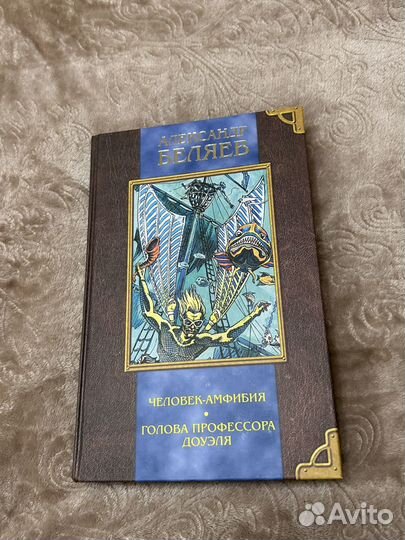 АЛЕКСАНДР
БЕЛЯЕВ
ЧЕЛОВЕК-АМФИБИЯ
•
ГОЛОВА ПРОФЕССОРА
ДОУЭЛЯ
Avito